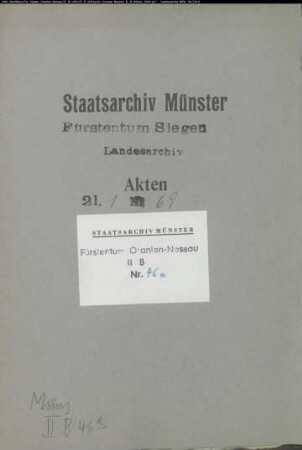 Staatsarchiv Münster
Fürstentum Siegen
Landesarchiv
Akten
21. 1 69
STAATSARCHIV MÜNSTER
Fürstentum Oranien-Nassau
II B
Nr. 46a
II B 46a